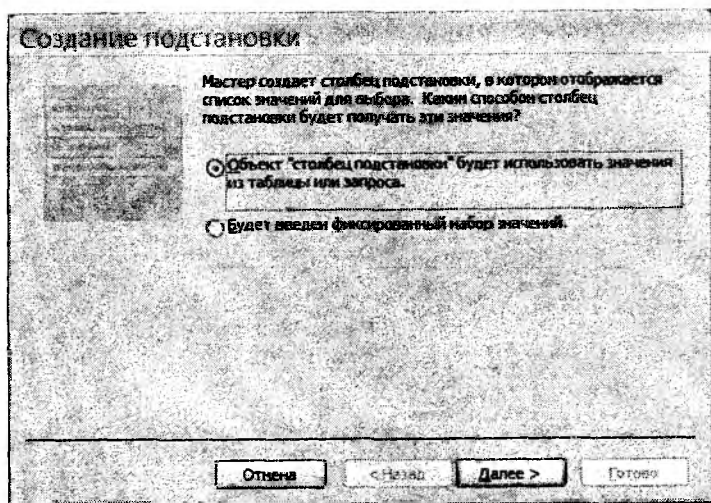 Создание подстановки
Мастер создает столбец подстановки, в котором отображается
список значений для выбора. Каким способом столбец
подстановки будет получать эти значения?
Объект "столбец подстановки" будет использовать значения
из таблицы или запроса.
Будет введен фиксированный набор значений.
Отмена
< Назад
Далее >
Готово